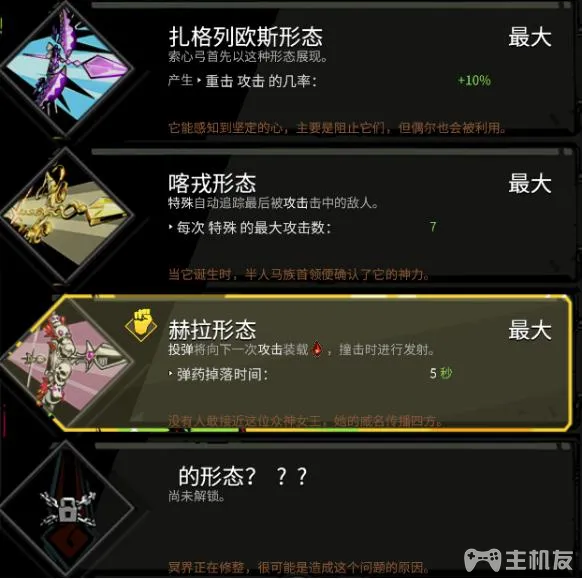 扎格列欧斯形态 最大
索心弓首先以这种形态展现。
产生‣重击 攻击 的几率： +10%
它能感知到坚定的心，主要是阻止它们，但偶尔也会被利用。
喀戎形态 最大
特殊自动追踪最后被攻击击中的敌人。
‣每次 特殊 的最大攻击数： 7
当它诞生时，半人马族首领便确认了它的神力。
赫拉形态 最大
投弹将向下一次攻击装载，撞击时进行发射。
‣弹药掉落时间： 5 秒
没有人敢接近这位众神女王，她的威名传播四方。
的形态？ ？？
尚未解锁。
冥界正在修整，很可能是造成这个问题的原因。
主机友